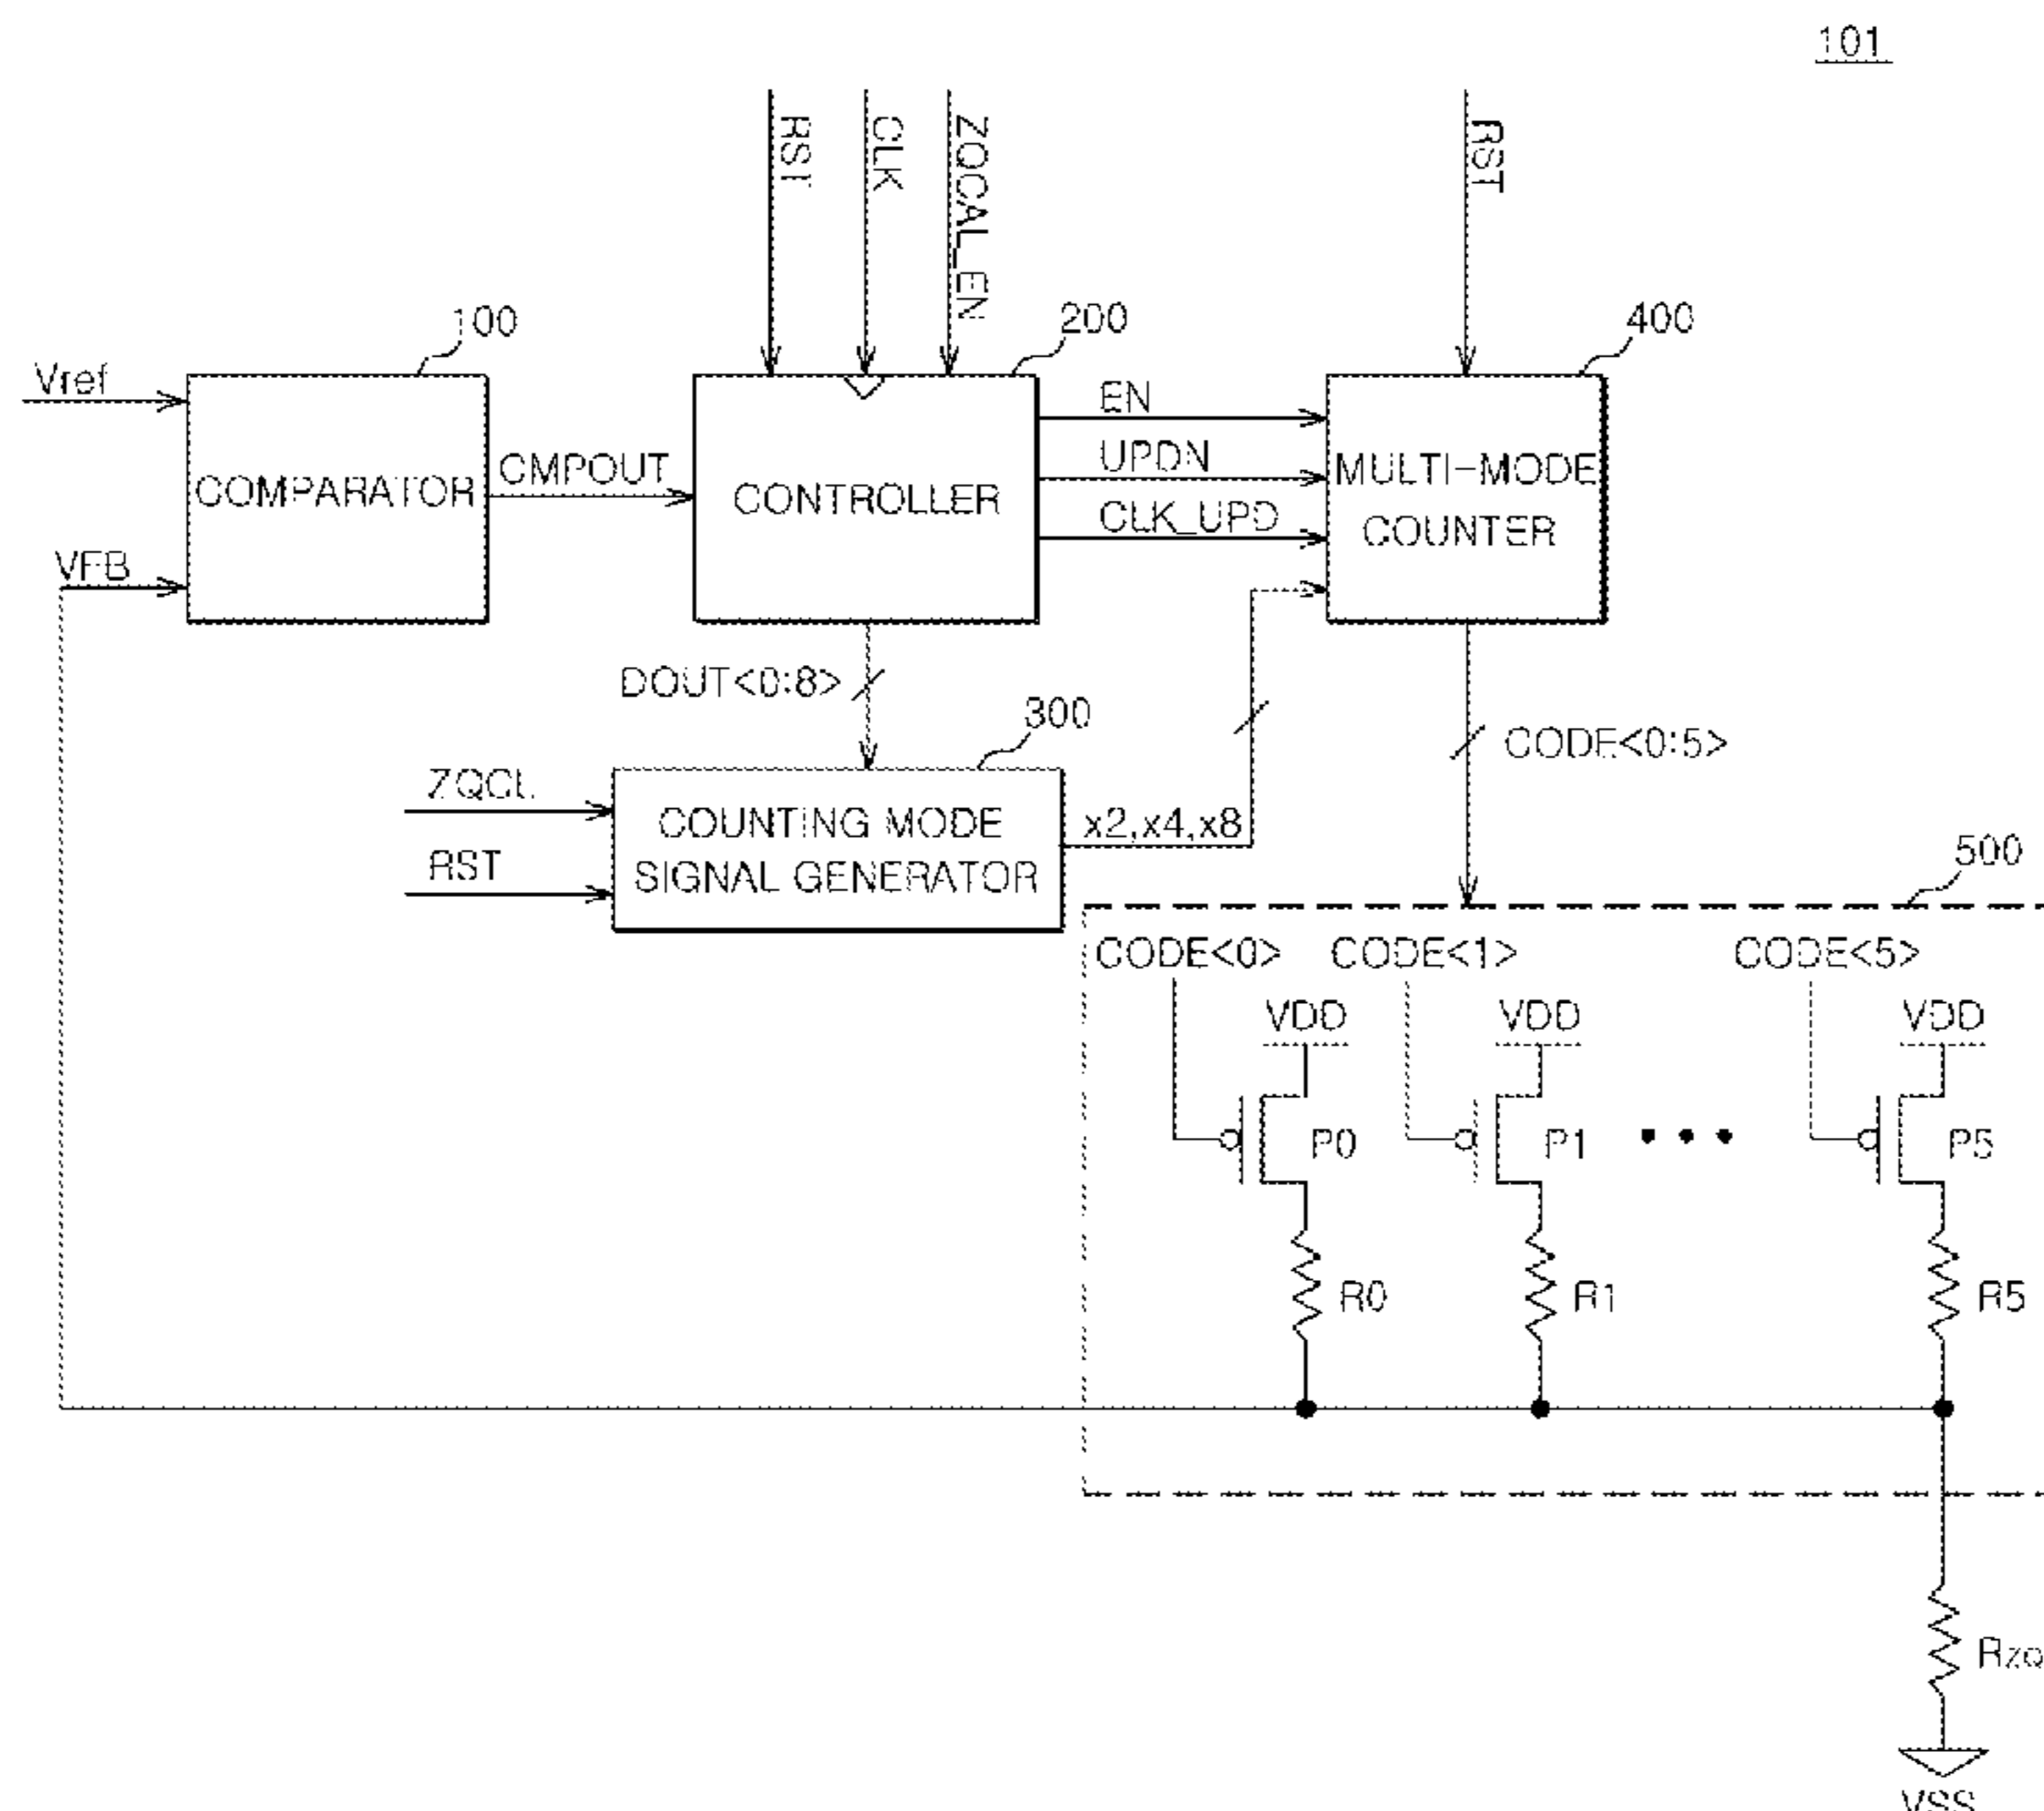 101
RST
CLK
ZQCAL_EN
RST
100
200
400
Vref
COMPARATOR
VFB
CMPOUT
CONTROLLER
EN
UPDN
CLK_UPD
MULTI-MODE
COUNTER
DOUT<0:8>
300
CODE<0:5>
ZQCL
RST
COUNTING MODE
SIGNAL GENERATOR
x2,x4,x8
500
CODE<0>
CODE<1>
CODE<5>
VDD
VDD
VDD
P0
P1
P5
R0
R1
R5
RZQ
VSS